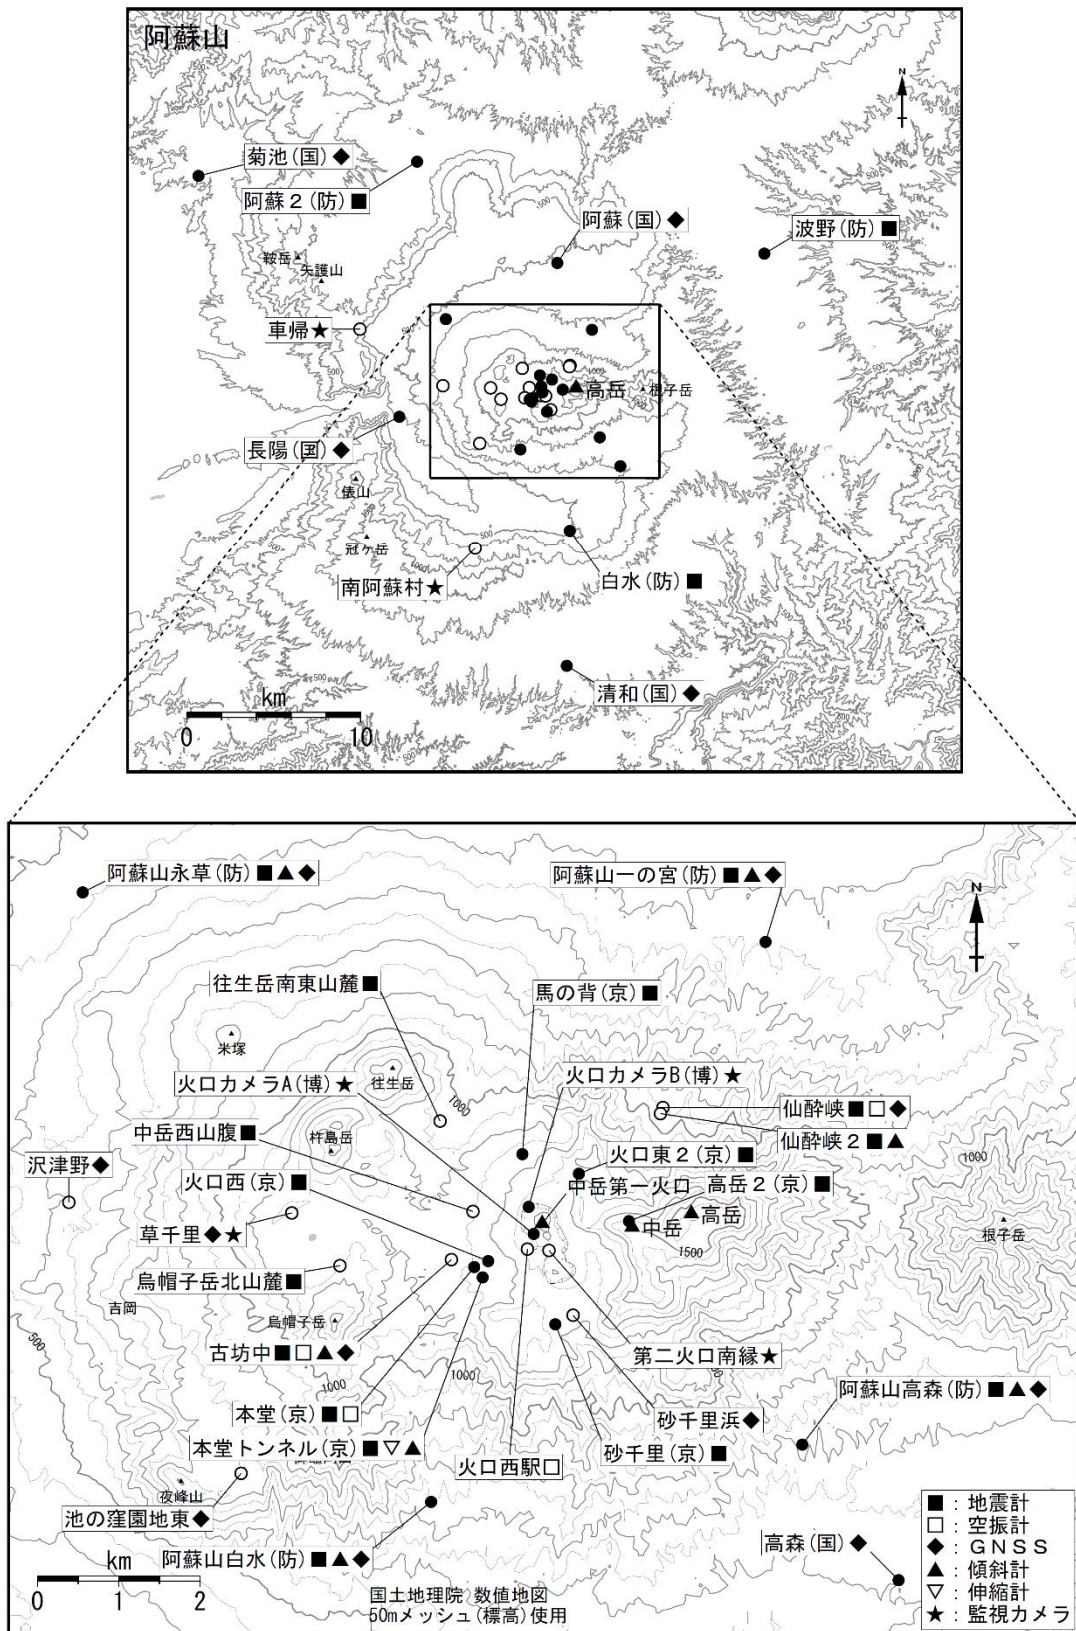 阿蘇山
N
菊池(国)◆
阿蘇2(防)■
阿蘇(国)◆
波野(防)■
鞍岳
矢護山
車帰★
高岳
根子岳
長陽(国)◆
俵山
冠ヶ岳
南阿蘇村★
白水(防)■
清和(国)◆
km
0 10
500
500
500
500
1000
1000
阿蘇山永草(防)■▲◆
阿蘇山一の宮(防)■▲◆
N
往生岳南東山麓■
馬の背(京)■
米塚
往生岳
火口カメラA(博)★
火口カメラB(博)★
1000
仙酔峡■□◆
仙酔峡2■▲
中岳西山腹■
杵島岳
火口東2(京)■
沢津野◆
火口西(京)■
中岳第一火口
高岳2(京)■
1000
草千里◆★
中岳
高岳
根子岳
1500
烏帽子岳北山麓■
吉岡
烏帽子岳
500
古坊中■□▲◆
第二火口南縁★
1000
1000
阿蘇山高森(防)■▲◆
本堂(京)■□
砂千里浜◆
本堂トンネル(京)■▽▲
火口西駅□
砂千里(京)■
夜峰山
池の窪園地東◆
阿蘇山白水(防)■▲◆
高森(国)◆
km
0 1 2
国土地理院 数値地図
50mメッシュ(標高)使用
■:地震計
□:空振計
◆:GNSS
▲:傾斜計
▽:伸縮計
★:監視カメラ